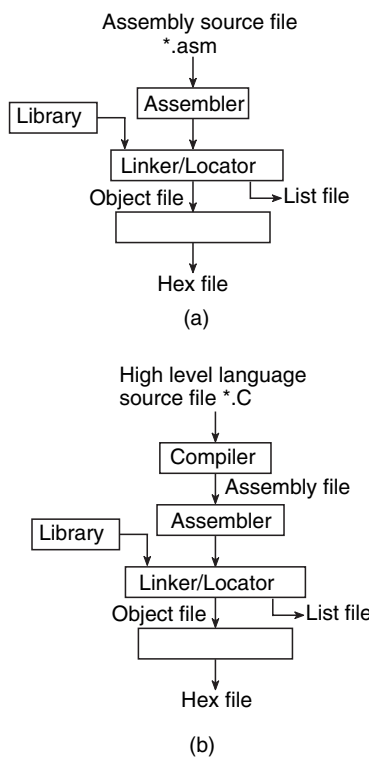 Assembly source file
*.asm
Assembler
Library
Linker/Locator
Object file
List file
Hex file
(a)
High level language
source file *.C
Compiler
Assembly file
Assembler
Library
Linker/Locator
Object file
List file
Hex file
(b)